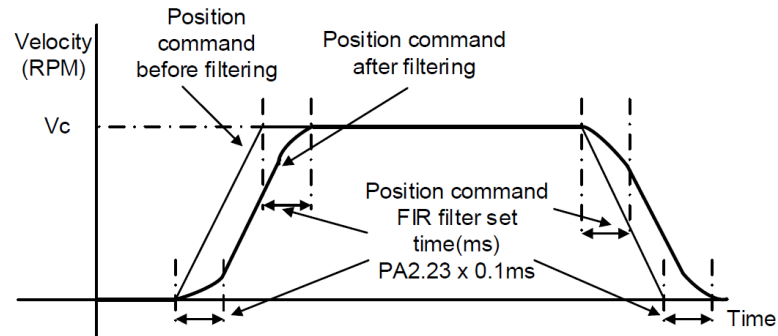 Position
command
before filtering
Velocity
(RPM)
Position command
after filtering
Vc
Position command
FIR filter set
time(ms)
PA2.23 x 0.1ms
Time